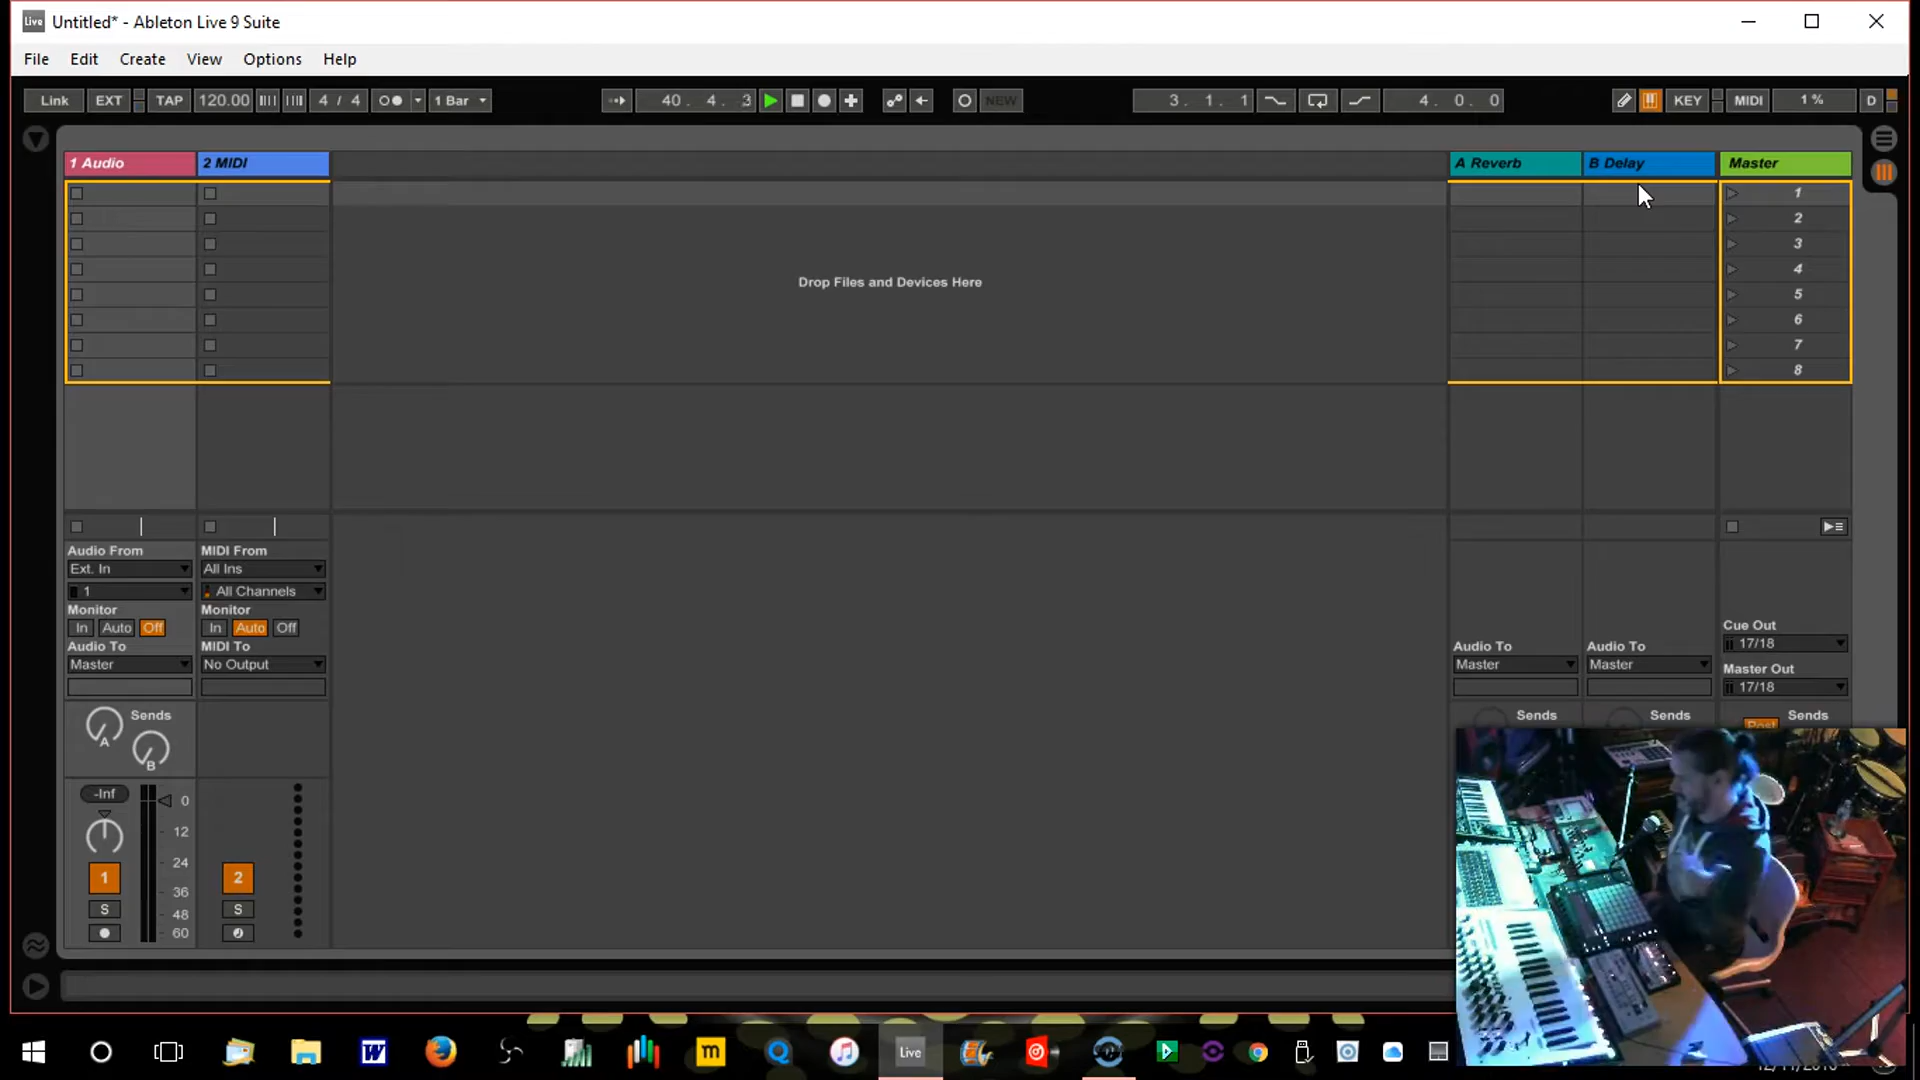 Untitled* - Ableton Live 9 Suite
File Edit Create View Options Help
Link EXT TAP 120.00 4 / 4 1 Bar 40 . 4 . 3 NEW 3 . 1 . 1 4 . 0 . 0 KEY MIDI 1 % D
1 Audio 2 MIDI A Reverb B Delay Master
1
2
3
Drop Files and Devices Here
4
5
6
7
8
Audio From MIDI From
Ext. In All Ins
1 All Channels
Monitor Monitor
In Auto Off In Auto Off
Audio To MIDI To Audio To Audio To
Master No Output Master Master
Cue Out
17/18
Master Out
17/18
Sends Sends Sends Sends
Post
A
B
-Inf
0
12
24
36
48
60
1 2
S S
W m Live